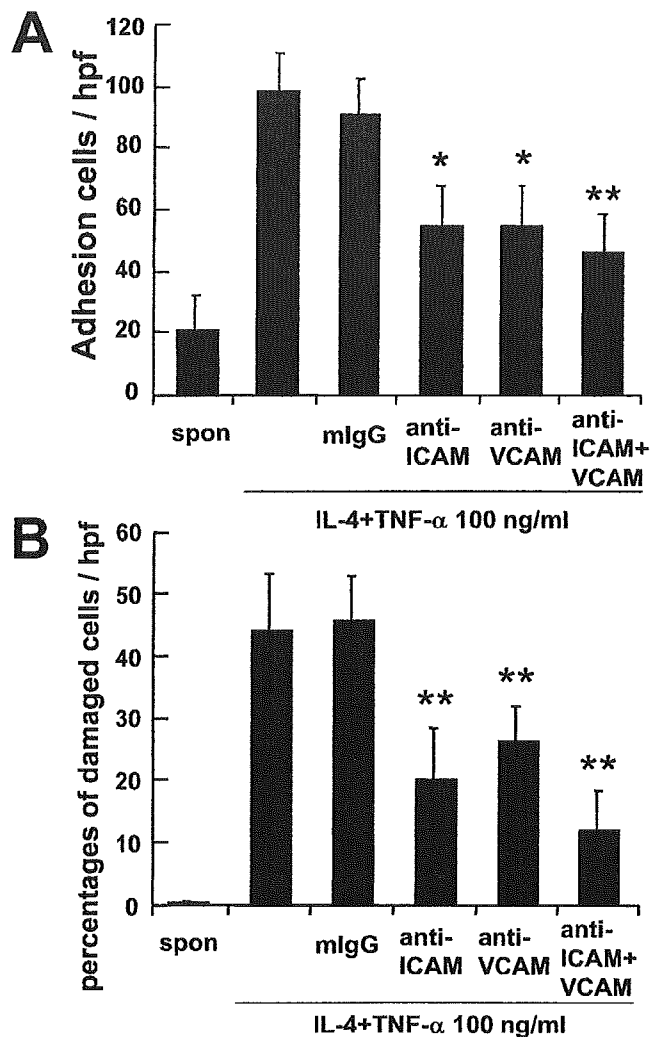 A
Adhesion cells / hpf
120
100
80
60
40
20
0
*
*
**
spon
mIgG
anti-
ICAM
anti-
VCAM
anti-
ICAM+
VCAM
IL-4+TNF-α 100 ng/ml
B
percentages of damaged cells / hpf
60
50
40
30
20
10
0
**
**
**
spon
mIgG
anti-
ICAM
anti-
VCAM
anti-
ICAM+
VCAM
IL-4+TNF-α 100 ng/ml